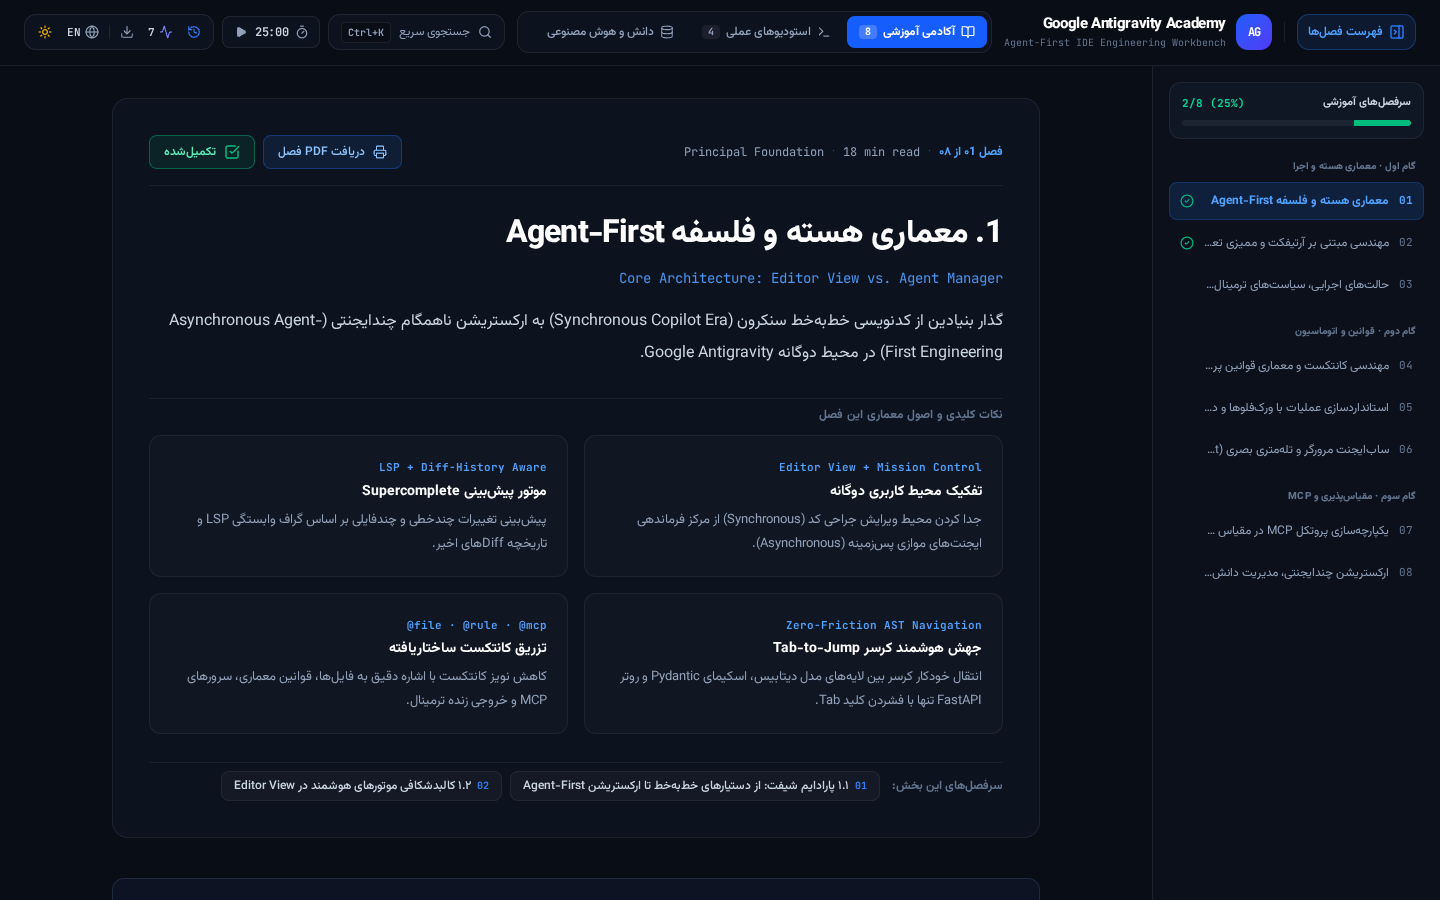 فهرست فصل‌ها
AG
Google Antigravity Academy
Agent-First IDE Engineering Workbench
آکادمی آموزشی 8
استودیوهای عملی 4
دانش و هوش مصنوعی
جستجوی سریع Ctrl+K
25:00
7
EN
سرفصل‌های آموزشی
2/8 (25%)
گام اول · معماری هسته و اجرا
01 معماری هسته و فلسفه Agent-First
02 مهندسی مبتنی بر آرتیفکت و ممیزی تعـ...
03 حالت‌های اجرایی، سیاست‌های ترمینال...
گام دوم · قوانین و اتوماسیون
04 مهندسی کانتکست و معماری قوانین پر...
05 استانداردسازی عملیات با ورک‌فلوها و د...
06 ساب‌ایجنت مرورگر و تله‌متری بصری (t...
گام سوم · مقیاس‌پذیری و MCP
07 یکپارچه‌سازی پروتکل MCP در مقیاس ...
08 ارکستریشن چندایجنتی، مدیریت دانش...
فصل ۰1 از ۰۸ · 18 min read · Principal Foundation
دریافت PDF فصل
تکمیل‌شده
1. معماری هسته و فلسفه Agent-First
Core Architecture: Editor View vs. Agent Manager
گذار بنیادین از کدنویسی خط‌به‌خط سنکرون (Synchronous Copilot Era) به ارکستریشن ناهمگام چندایجنتی (Asynchronous Agent-
First Engineering) در محیط دوگانه Google Antigravity.
نکات کلیدی و اصول معماری این فصل
Editor View + Mission Control
تفکیک محیط کاربری دوگانه
جدا کردن محیط ویرایش جراحی کد (Synchronous) از مرکز فرماندهی
ایجنت‌های موازی پس‌زمینه (Asynchronous).
LSP + Diff-History Aware
موتور پیش‌بینی Supercomplete
پیش‌بینی تغییرات چندخطی و چندفایلی بر اساس گراف وابستگی LSP و
تاریخچه Diffهای اخیر.
Zero-Friction AST Navigation
جهش هوشمند کرسر Tab-to-Jump
انتقال خودکار کرسر بین لایه‌های مدل دیتابیس، اسکیمای Pydantic و روتر
FastAPI تنها با فشردن کلید Tab.
@file · @rule · @mcp
تزریق کانتکست ساختاریافته
کاهش نویز کانتکست با اشاره دقیق به فایل‌ها، قوانین معماری، سرورهای
MCP و خروجی زنده ترمینال.
سرفصل‌های این بخش:
01 ۱.۱ پارادایم شیفت: از دستیارهای خط‌به‌خط تا ارکستریشن Agent-First
02 ۱.۲ کالبدشکافی موتورهای هوشمند در Editor View